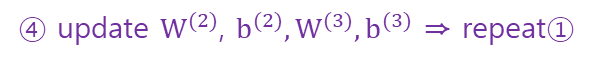 ④ update W⁽²⁾, b⁽²⁾, W⁽³⁾, b⁽³⁾ ⇒ repeat①